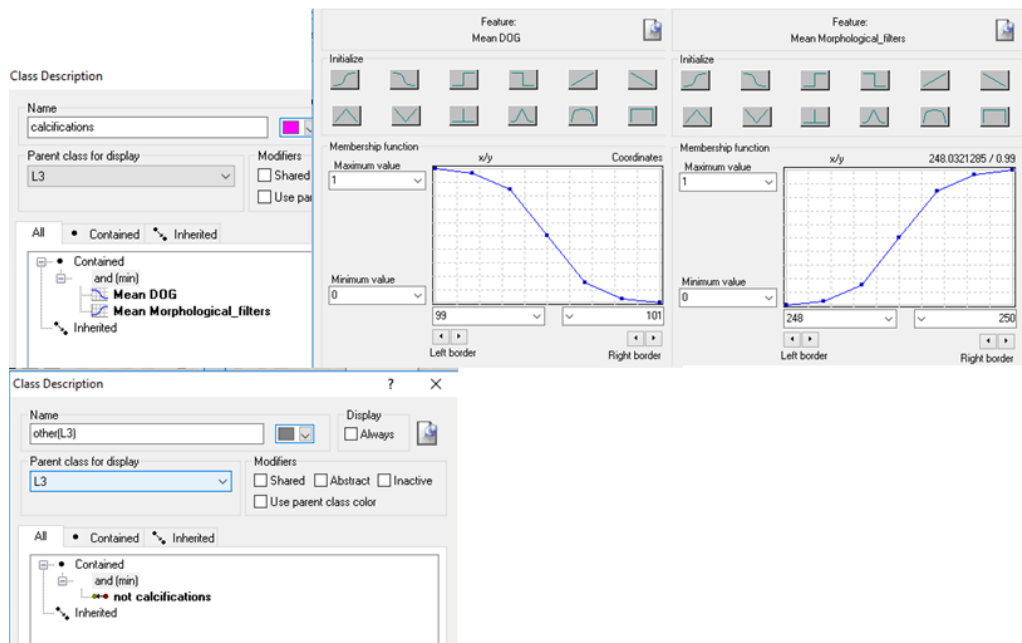 Class Description
Name
calcifications
Parent class for display
L3
Modifiers
Shared
Use par
All
Contained
Inherited
Contained
and (min)
Mean DOG
Mean Morphological_filters
Inherited
Feature:
Mean DOG
Initialize
Membership function
Maximum value
x/y
Coordinates
1
Minimum value
0
99
101
Left border
Right border
Feature:
Mean Morphological_filters
Initialize
Membership function
Maximum value
x/y
248.0321285 / 0.99
1
Minimum value
0
248
250
Left border
Right border
Class Description
? X
Name
other(L3)
Display
Always
Parent class for display
L3
Modifiers
Shared Abstract Inactive
Use parent class color
All
Contained
Inherited
Contained
and (min)
not calcifications
Inherited